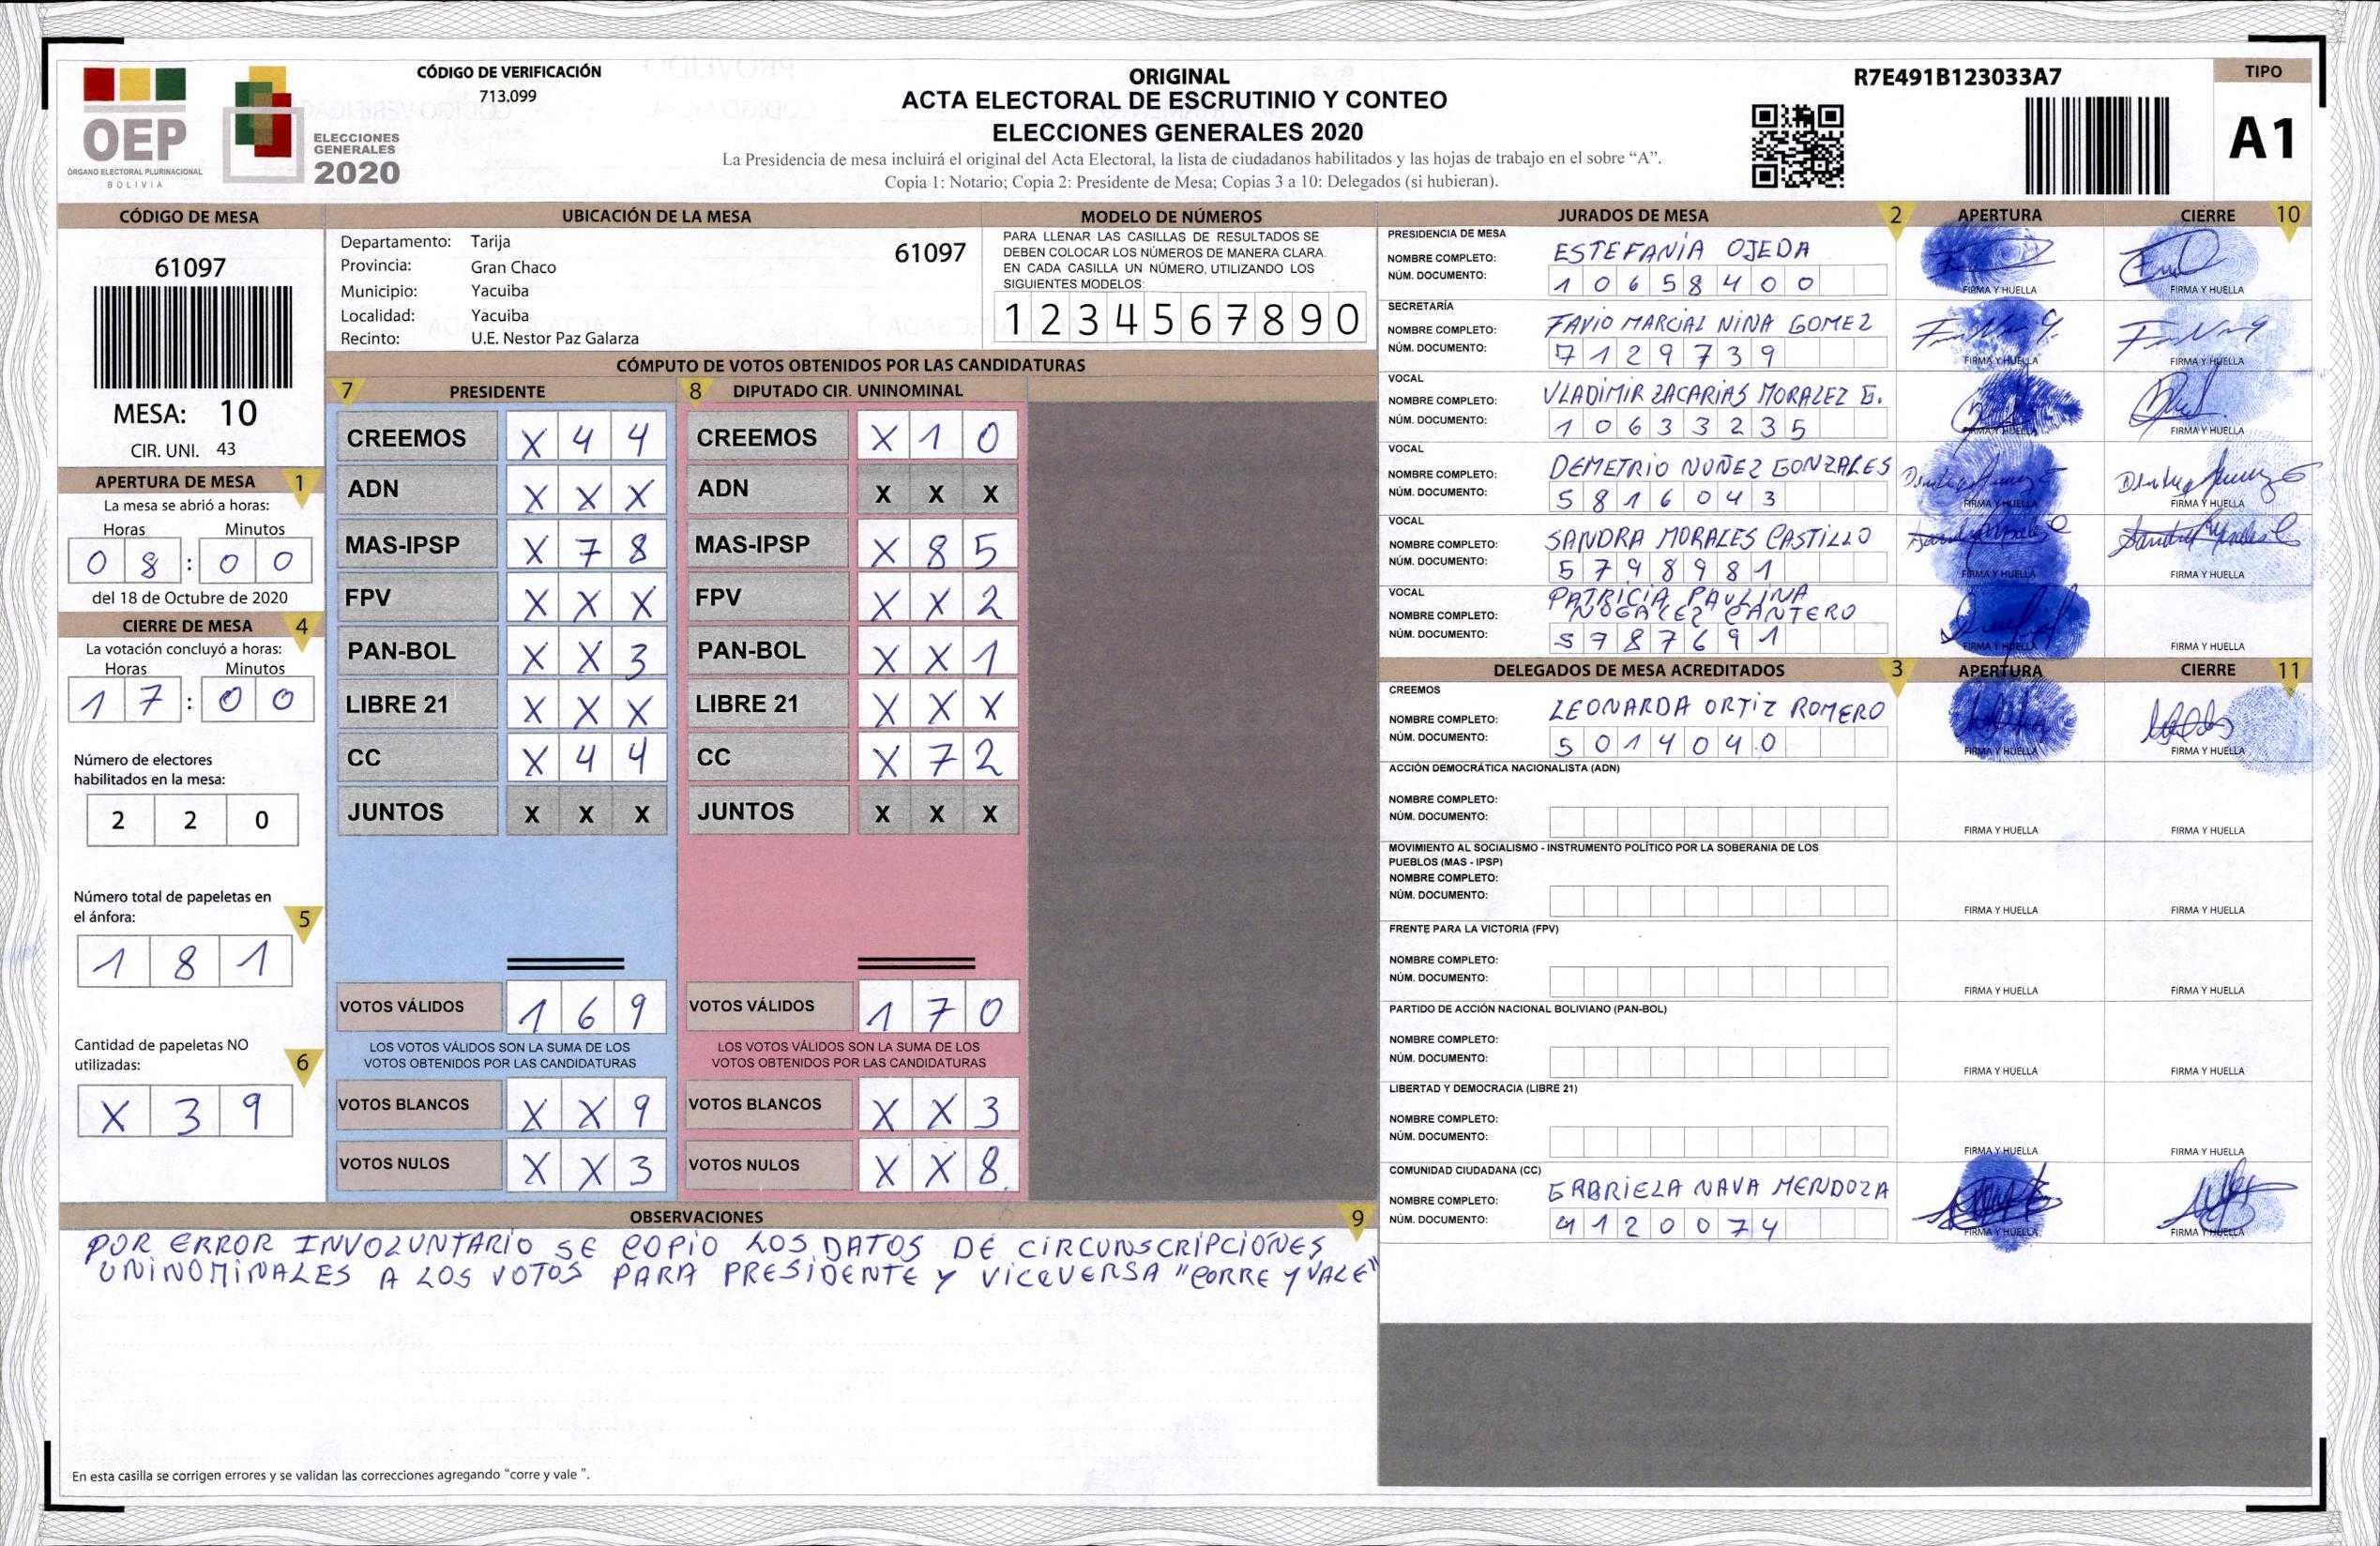 OEP
ÓRGANO ELECTORAL PLURINACIONAL
BOLIVIA
ELECCIONES
GENERALES
2020
CÓDIGO DE VERIFICACIÓN
713,099
ORIGINAL
ACTA ELECTORAL DE ESCRUTINIO Y CONTEO
ELECCIONES GENERALES 2020
La Presidencia de mesa incluirá el original del Acta Electoral, la lista de ciudadanos habilitados y las hojas de trabajo en el sobre “A”.
Copia 1: Notario; Copia 2: Presidente de Mesa; Copias 3 a 10: Delegados (si hubieran).
R7E491B123033A7
TIPO
A1
CÓDIGO DE MESA
61097
MESA: 10
CIR. UNI. 43
APERTURA DE MESA 1
La mesa se abrió a horas:
Horas Minutos
0 8 : 0 0
del 18 de Octubre de 2020
CIERRE DE MESA 4
La votación concluyó a horas:
Horas Minutos
1 7 : 0 0
Número de electores
habilitados en la mesa:
2 2 0
Número total de papeletas en
el ánfora: 5
1 8 1
Cantidad de papeletas NO
utilizadas: 6
X 3 9
UBICACIÓN DE LA MESA
Departamento: Tarija 61097
Provincia: Gran Chaco
Municipio: Yacuiba
Localidad: Yacuiba
Recinto: U.E. Nestor Paz Galarza
MODELO DE NÚMEROS
PARA LLENAR LAS CASILLAS DE RESULTADOS SE
DEBEN COLOCAR LOS NÚMEROS DE MANERA CLARA.
EN CADA CASILLA UN NÚMERO, UTILIZANDO LOS
SIGUIENTES MODELOS:
1 2 3 4 5 6 7 8 9 0
CÓMPUTO DE VOTOS OBTENIDOS POR LAS CANDIDATURAS
7 PRESIDENTE
CREEMOS X 4 4
ADN X X X
MAS-IPSP X 7 8
FPV X X X
PAN-BOL X X 3
LIBRE 21 X X X
CC X 4 4
JUNTOS X X X
VOTOS VÁLIDOS 1 6 9
LOS VOTOS VÁLIDOS SON LA SUMA DE LOS
VOTOS OBTENIDOS POR LAS CANDIDATURAS
VOTOS BLANCOS X X 9
VOTOS NULOS X X 3
8 DIPUTADO CIR. UNINOMINAL
CREEMOS X 1 0
ADN X X X
MAS-IPSP X 8 5
FPV X X 2
PAN-BOL X X 1
LIBRE 21 X X X
CC X 7 2
JUNTOS X X X
VOTOS VÁLIDOS 1 7 0
LOS VOTOS VÁLIDOS SON LA SUMA DE LOS
VOTOS OBTENIDOS POR LAS CANDIDATURAS
VOTOS BLANCOS X X 3
VOTOS NULOS X X 8
OBSERVACIONES 9
POR ERROR INVOLUNTARIO SE COPIO LOS DATOS DE CIRCUNSCRIPCIONES
UNINOMINALES A LOS VOTOS PARA PRESIDENTE Y VICEVERSA "CORRE Y VALE"
En esta casilla se corrigen errores y se validan las correcciones agregando “corre y vale ”.
JURADOS DE MESA 2 APERTURA CIERRE 10
PRESIDENCIA DE MESA
NOMBRE COMPLETO: ESTEFANÍA OJEDA
NÚM. DOCUMENTO: 1 0 6 5 8 4 0 0
FIRMA Y HUELLA FIRMA Y HUELLA
SECRETARÍA
NOMBRE COMPLETO: FAVIO MARCIAL NINA GOMEZ
NÚM. DOCUMENTO: 7 1 2 9 7 3 9
FIRMA Y HUELLA FIRMA Y HUELLA
VOCAL
NOMBRE COMPLETO: VLADIMIR ZACARIAS MORALEZ G.
NÚM. DOCUMENTO: 1 0 6 3 3 2 3 5
FIRMA Y HUELLA FIRMA Y HUELLA
VOCAL
NOMBRE COMPLETO: DEMETRIO NUÑEZ GONZALES
NÚM. DOCUMENTO: 5 8 1 6 0 4 3
FIRMA Y HUELLA FIRMA Y HUELLA
VOCAL
NOMBRE COMPLETO: SANDRA MORALES CASTILLO
NÚM. DOCUMENTO: 5 7 9 8 9 8 1
FIRMA Y HUELLA FIRMA Y HUELLA
VOCAL
PATRICIA PAULINA
NOMBRE COMPLETO: NOGALEZ CANTERO
NÚM. DOCUMENTO: 5 7 8 7 6 9 1
FIRMA Y HUELLA FIRMA Y HUELLA
DELEGADOS DE MESA ACREDITADOS 3 APERTURA CIERRE 11
CREEMOS
NOMBRE COMPLETO: LEONARDA ORTIZ ROMERO
NÚM. DOCUMENTO: 5 0 1 4 0 4 0
FIRMA Y HUELLA FIRMA Y HUELLA
ACCIÓN DEMOCRÁTICA NACIONALISTA (ADN)
NOMBRE COMPLETO:
NÚM. DOCUMENTO:
FIRMA Y HUELLA FIRMA Y HUELLA
MOVIMIENTO AL SOCIALISMO - INSTRUMENTO POLÍTICO POR LA SOBERANIA DE LOS
PUEBLOS (MAS - IPSP)
NOMBRE COMPLETO:
NÚM. DOCUMENTO:
FIRMA Y HUELLA FIRMA Y HUELLA
FRENTE PARA LA VICTORIA (FPV)
NOMBRE COMPLETO:
NÚM. DOCUMENTO:
FIRMA Y HUELLA FIRMA Y HUELLA
PARTIDO DE ACCIÓN NACIONAL BOLIVIANO (PAN-BOL)
NOMBRE COMPLETO:
NÚM. DOCUMENTO:
FIRMA Y HUELLA FIRMA Y HUELLA
LIBERTAD Y DEMOCRACIA (LIBRE 21)
NOMBRE COMPLETO:
NÚM. DOCUMENTO:
FIRMA Y HUELLA FIRMA Y HUELLA
COMUNIDAD CIUDADANA (CC)
NOMBRE COMPLETO: GABRIELA NAVA MENDOZA
NÚM. DOCUMENTO: 4 1 2 0 0 7 4
FIRMA Y HUELLA FIRMA Y HUELLA